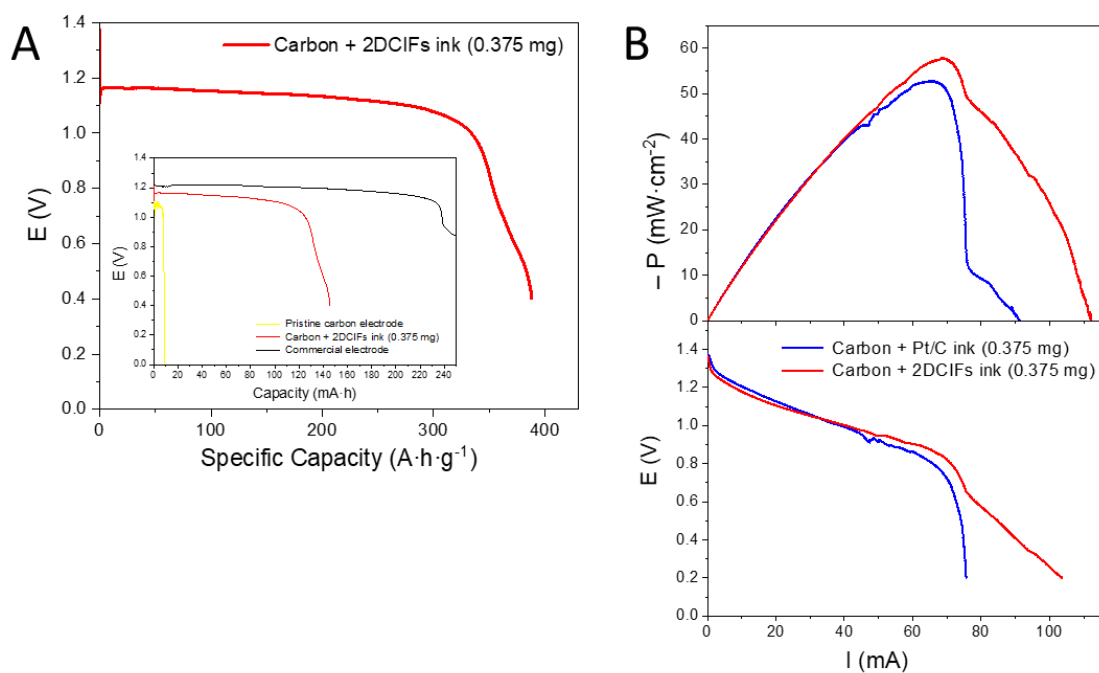 A
Carbon + 2DCIFs ink (0.375 mg)
1.4
1.2
1.0
0.8
0.6
0.4
0.2
0.0
E (V)
0 100 200 300 400
Specific Capacity (A·h·g⁻¹)
1.4
1.2
1.0
0.8
0.6
0.4
0.2
0.0
E (V)
Pristine carbon electrode
Carbon + 2DCIFs ink (0.375 mg)
Commercial electrode
0 20 40 60 80 100 120 140 160 180 200 220 240
Capacity (mA·h)
B
60
50
40
30
20
10
0
– P (mW·cm⁻²)
1.4
1.2
1.0
0.8
0.6
0.4
0.2
0.0
E (V)
Carbon + Pt/C ink (0.375 mg)
Carbon + 2DCIFs ink (0.375 mg)
0 20 40 60 80 100
I (mA)